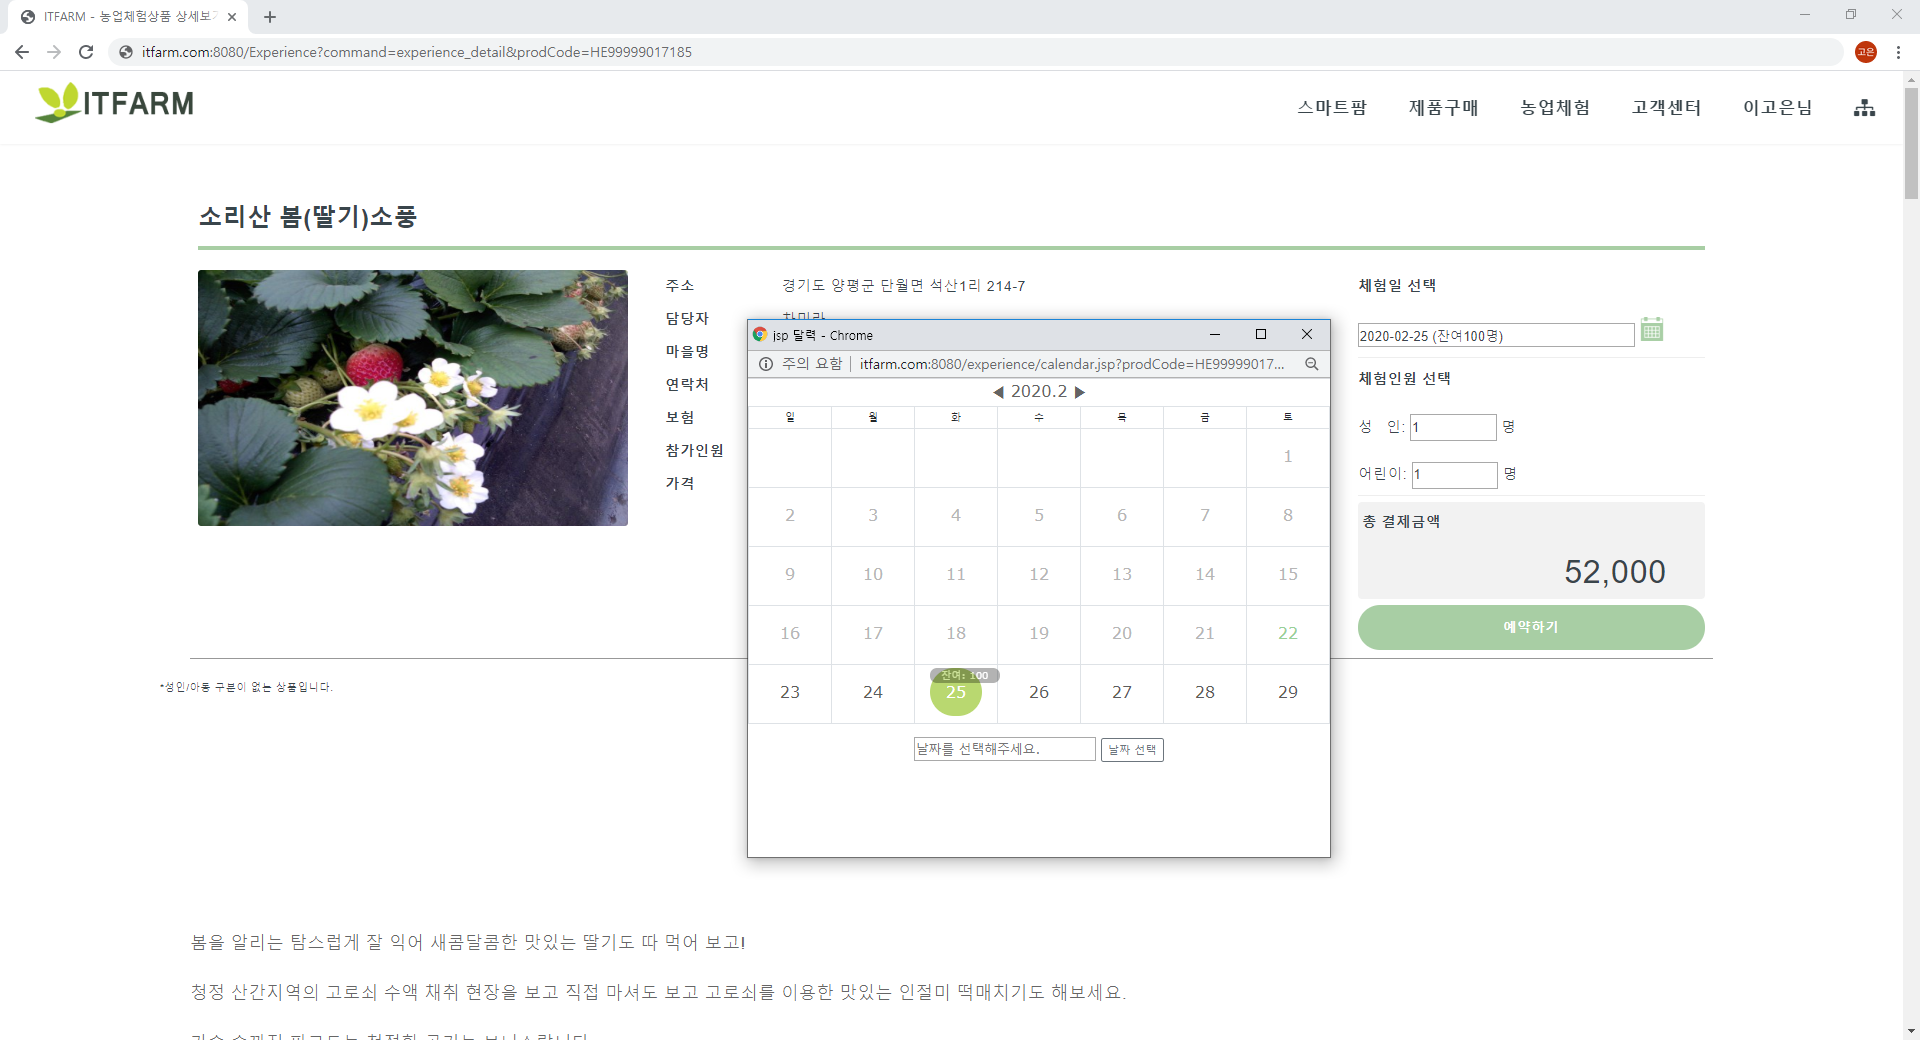 ITFARM - 농업체험상품 상세보기
itfarm.com:8080/Experience?command=experience_detail&prodCode=HE99999017185
고은
ITFARM
스마트팜 제품구매 농업체험 고객센터 이고은님
소리산 봄(딸기)소풍
주소 경기도 양평군 단월면 석산1리 214-7
담당자
마을명
연락처
보험
참가인원
가격
체험일 선택
2020-02-25 (잔여100명)
체험인원 선택
성 인: 1 명
어린이: 1 명
총 결제금액
52,000
예약하기
jsp 달력 - Chrome
주의 요함 itfarm.com:8080/experience/calendar.jsp?prodCode=HE99999017...
◀ 2020.2 ▶
일 월 화 수 목 금 토
1
2 3 4 5 6 7 8
9 10 11 12 13 14 15
16 17 18 19 20 21 22
잔여: 100
23 24 25 26 27 28 29
날짜를 선택해주세요. 날짜 선택
*성인/아동 구분이 없는 상품입니다.
봄을 알리는 탐스럽게 잘 익어 새콤달콤한 맛있는 딸기도 따 먹어 보고!
청정 산간지역의 고로쇠 수액 채취 현장을 보고 직접 마셔도 보고 고로쇠를 이용한 맛있는 인절미 떡매치기도 해보세요.